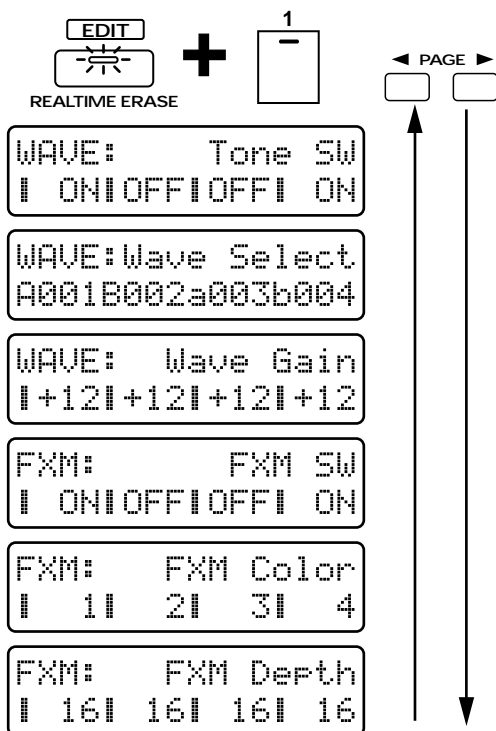 EDIT
1
◄ PAGE ►
REALTIME ERASE
WAVE: Tone SW
ON OFF OFF ON
WAVE:Wave Select
A001B002a003b004
WAVE: Wave Gain
+12 +12 +12 +12
FXM: FXM SW
ON OFF OFF ON
FXM: FXM Color
1 2 3 4
FXM: FXM Depth
16 16 16 16